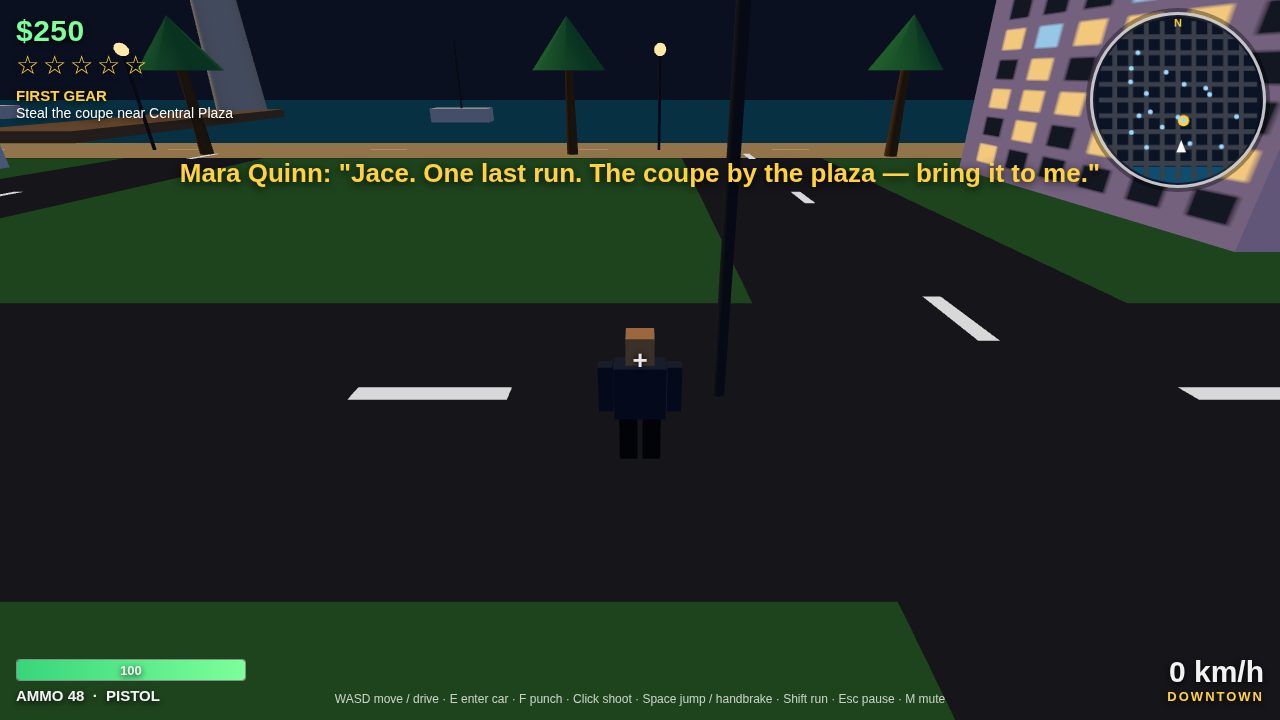 $250
☆☆☆☆☆
FIRST GEAR
Steal the coupe near Central Plaza
N
Mara Quinn: "Jace. One last run. The coupe by the plaza — bring it to me."
+
100
AMMO 48 · PISTOL
WASD move / drive · E enter car · F punch · Click shoot · Space jump / handbrake · Shift run · Esc pause · M mute
0 km/h
DOWNTOWN